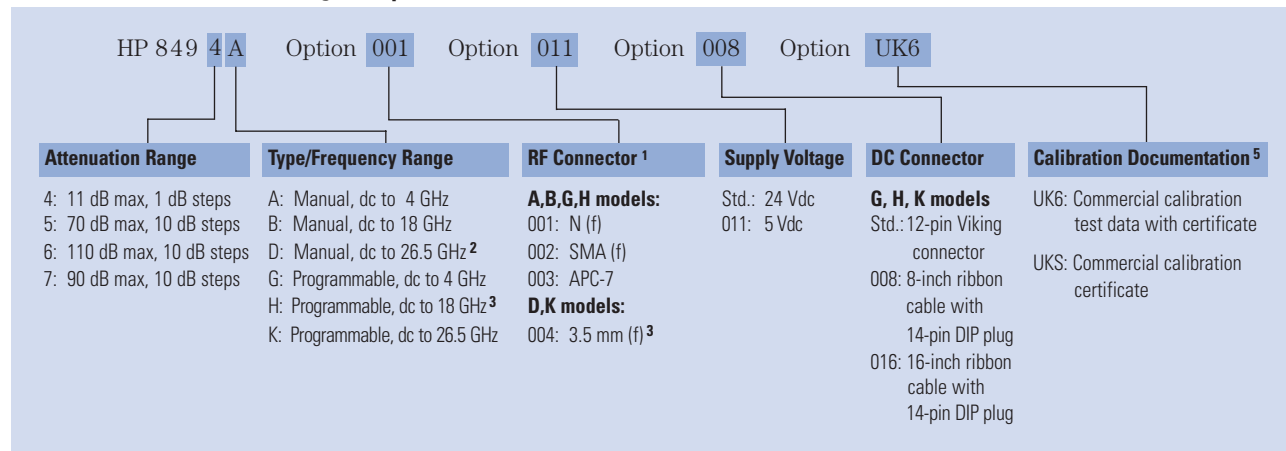 HP 849 4 A Option 001 Option 011 Option 008 Option UK6
Attenuation Range
4: 11 dB max, 1 dB steps
5: 70 dB max, 10 dB steps
6: 110 dB max, 10 dB steps
7: 90 dB max, 10 dB steps
Type/Frequency Range
A: Manual, dc to 4 GHz
B: Manual, dc to 18 GHz
D: Manual, dc to 26.5 GHz 2
G: Programmable, dc to 4 GHz
H: Programmable, dc to 18 GHz 3
K: Programmable, dc to 26.5 GHz
RF Connector 1
A,B,G,H models:
001: N (f)
002: SMA (f)
003: APC-7
D,K models:
004: 3.5 mm (f) 3
Supply Voltage
Std.: 24 Vdc
011: 5 Vdc
DC Connector
G, H, K models
Std.: 12-pin Viking
connector
008: 8-inch ribbon
cable with
14-pin DIP plug
016: 16-inch ribbon
cable with
14-pin DIP plug
Calibration Documentation 5
UK6: Commercial calibration
test data with certificate
UKS: Commercial calibration
certificate